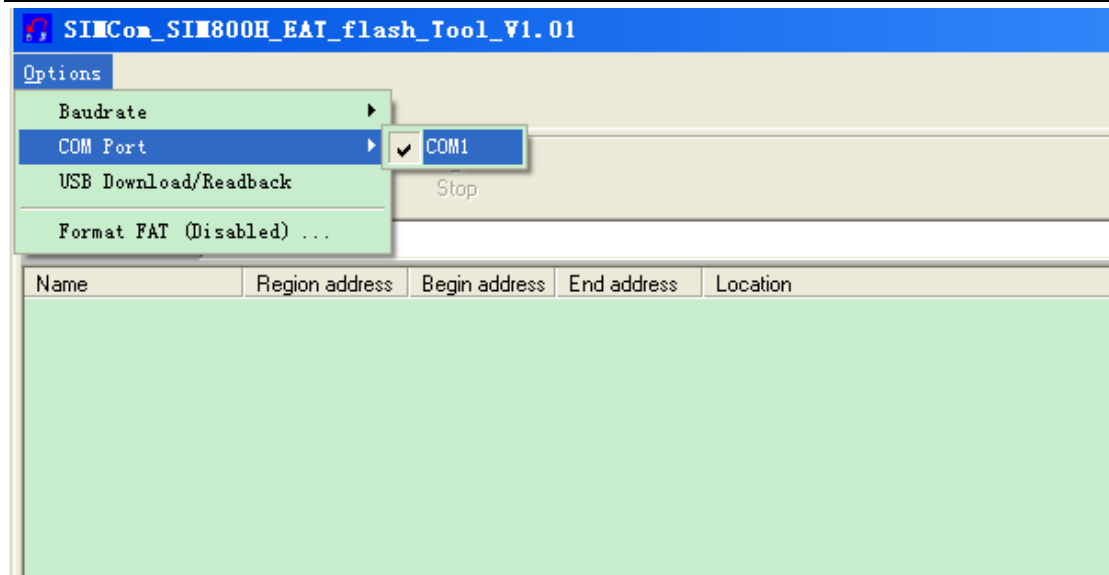 SIMCom_SIM800H_EAT_flash_Tool_V1.01
Options
Baudrate
COM Port
COM1
USB Download/Readback
Stop
Format FAT (Disabled) ...
Name Region address Begin address End address Location